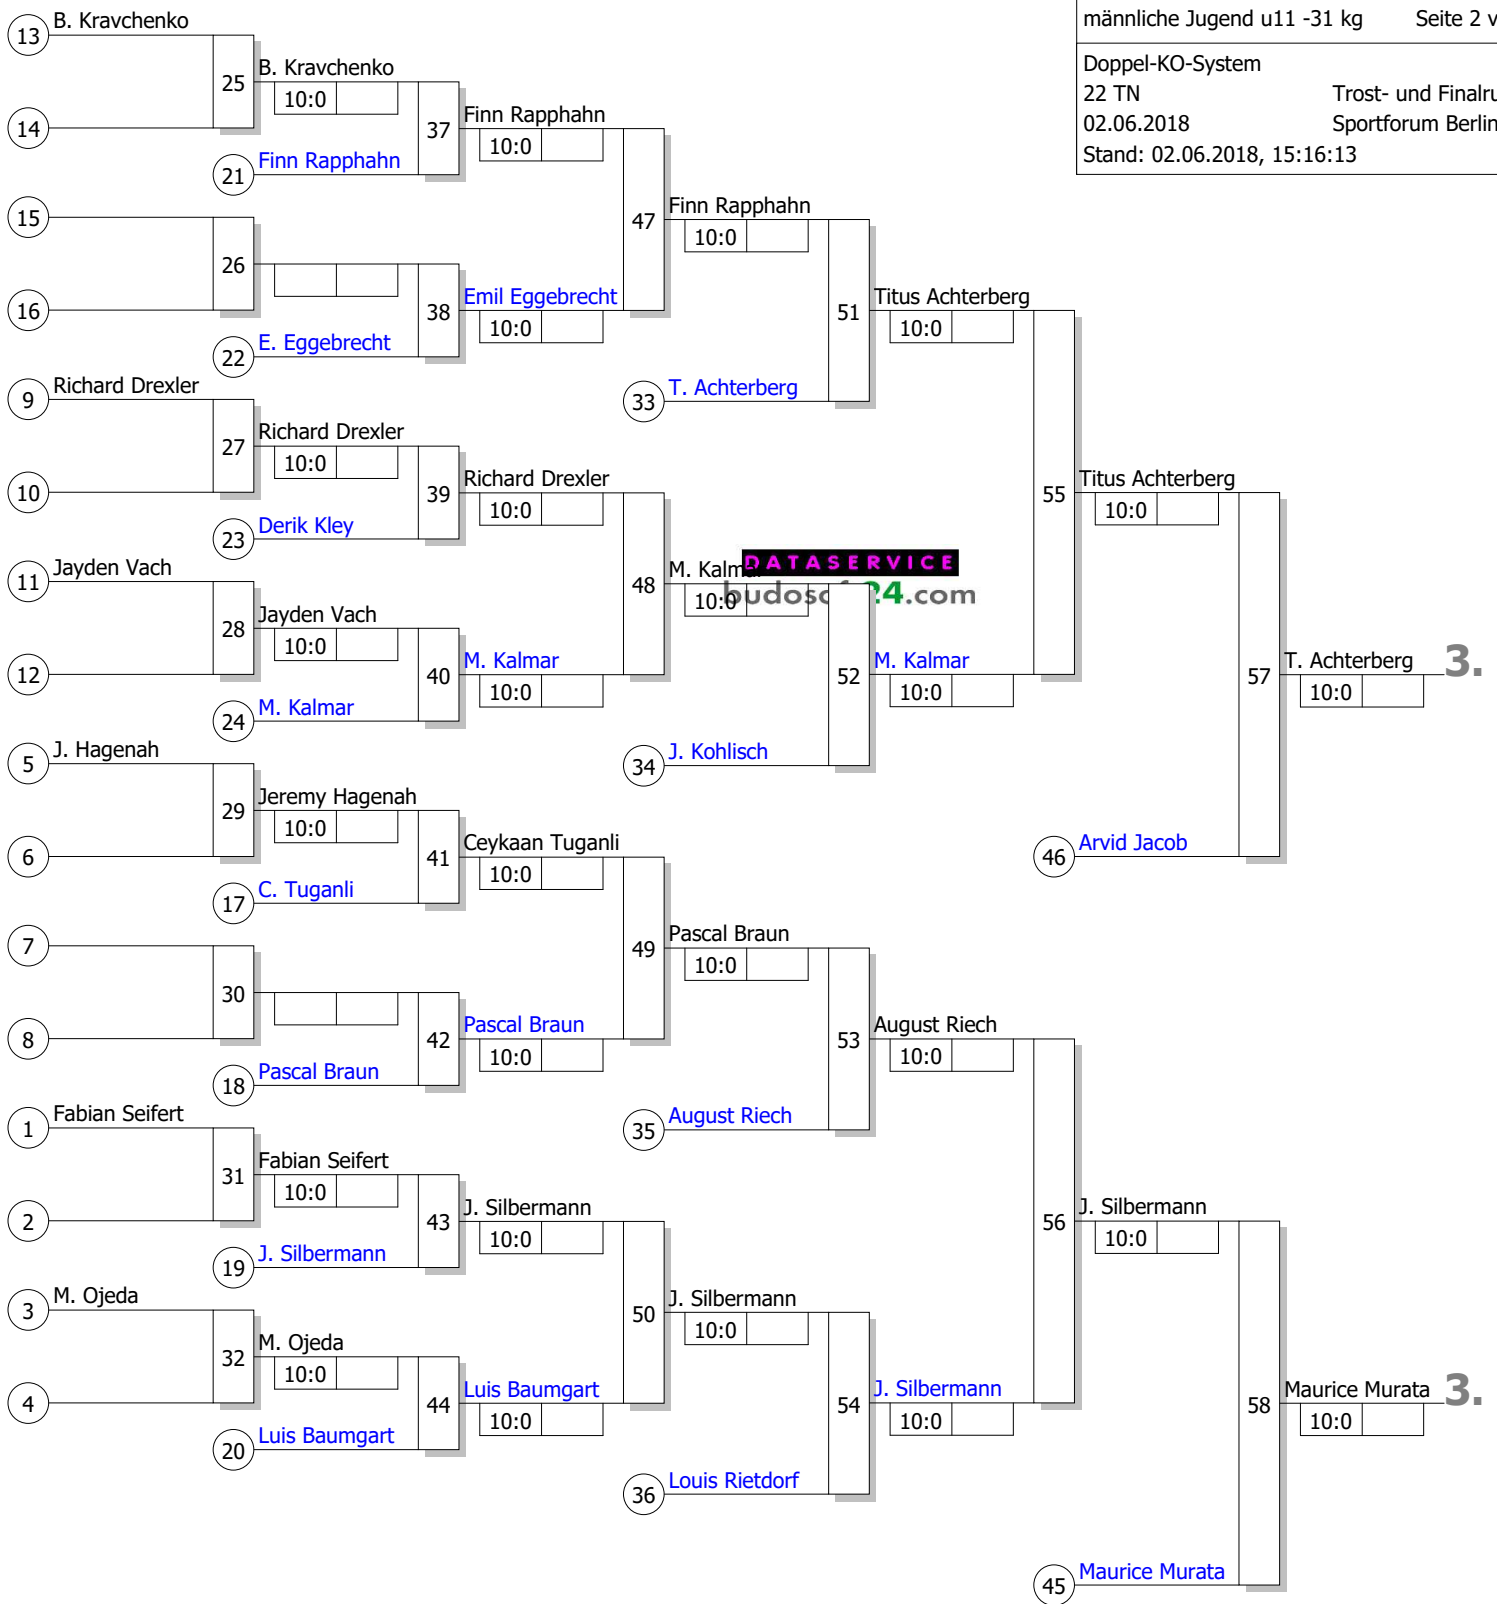 männliche Jugend u11 -31 kg Seite 2 v
Doppel-KO-System
22 TN Trost- und Finalru
02.06.2018 Sportforum Berlin
Stand: 02.06.2018, 15:16:13
13 B. Kravchenko
25 B. Kravchenko
10:0
14
37 Finn Rapphahn
10:0
21 Finn Rapphahn
15
47 Finn Rapphahn
10:0
26
16
38 Emil Eggebrecht
10:0
22 E. Eggebrecht
51 Titus Achterberg
10:0
33 T. Achterberg
9 Richard Drexler
27 Richard Drexler
10:0
10
39 Richard Drexler
10:0
23 Derik Kley
55 Titus Achterberg
10:0
11 Jayden Vach
48 M. Kalmar
10:0
DATASERVICE
24.com
28 Jayden Vach
10:0
12
40 M. Kalmar
10:0
24 M. Kalmar
52 M. Kalmar
10:0
57 T. Achterberg 3.
10:0
34 J. Kohlisch
5 J. Hagenah
29 Jeremy Hagenah
10:0
6
41 Ceykaan Tuganli
10:0
17 C. Tuganli
46 Arvid Jacob
7
49 Pascal Braun
10:0
30
8
42 Pascal Braun
10:0
18 Pascal Braun
53 August Riech
10:0
35 August Riech
1 Fabian Seifert
31 Fabian Seifert
10:0
2
43 J. Silbermann
10:0
19 J. Silbermann
56 J. Silbermann
10:0
3 M. Ojeda
50 J. Silbermann
10:0
32 M. Ojeda
10:0
4
44 Luis Baumgart
10:0
20 Luis Baumgart
54 J. Silbermann
10:0
58 Maurice Murata 3.
10:0
36 Louis Rietdorf
45 Maurice Murata